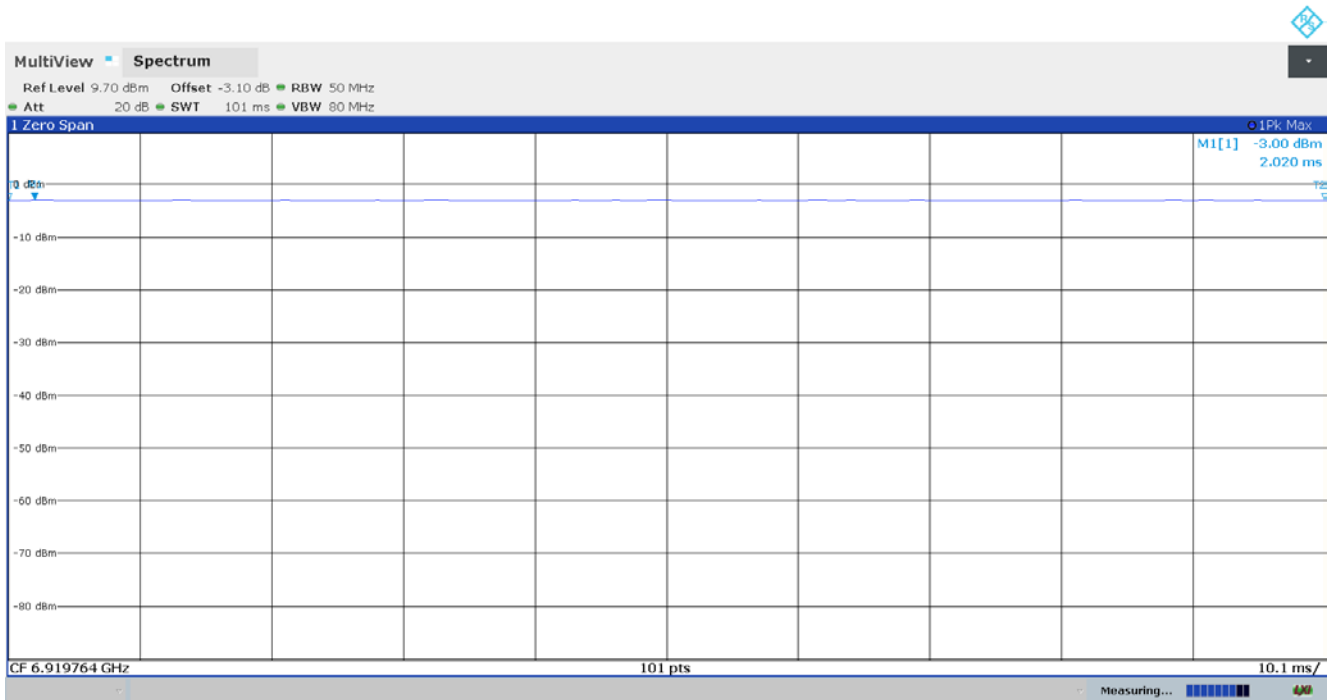 R S
MultiView Spectrum
Ref Level 9.70 dBm Offset -3.10 dB RBW 50 MHz
Att 20 dB SWT 101 ms VBW 80 MHz
1 Zero Span 1Pk Max
M1[1] -3.00 dBm
2.020 ms
0 dBm
-10 dBm
-20 dBm
-30 dBm
-40 dBm
-50 dBm
-60 dBm
-70 dBm
-80 dBm
CF 6.919764 GHz 101 pts 10.1 ms/
Measuring... LXI